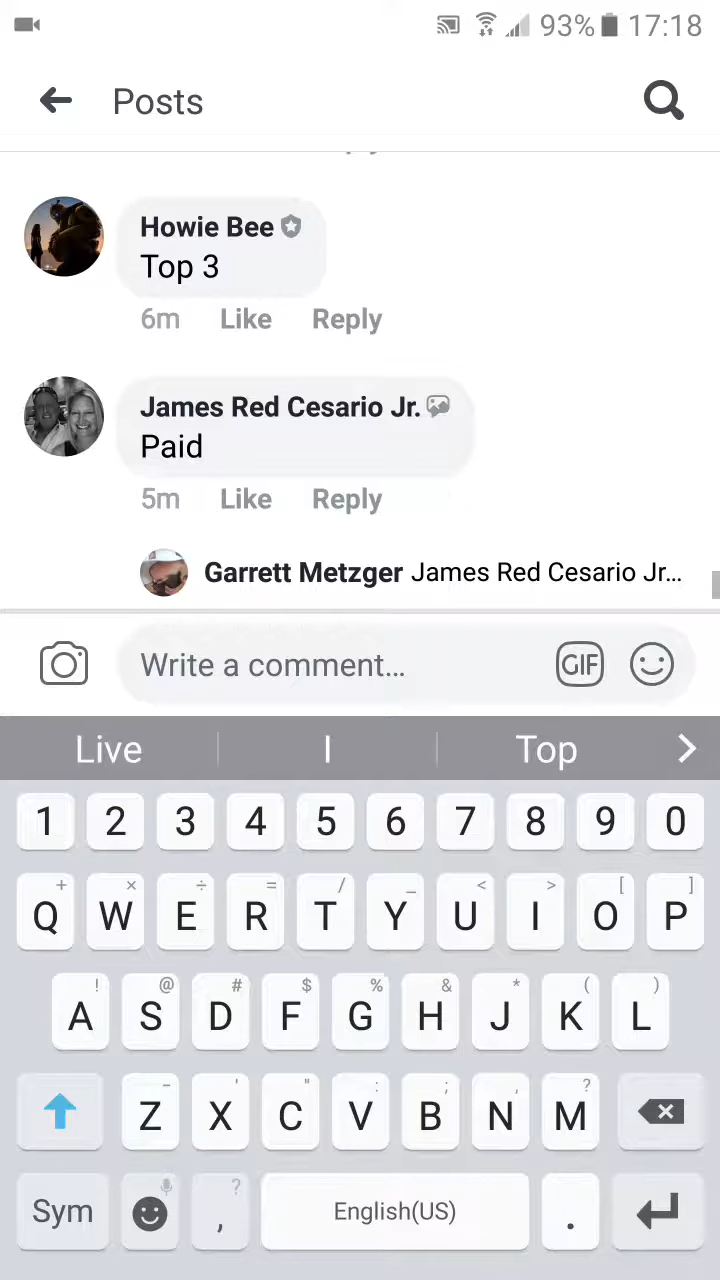 93% 17:18
Posts
Howie Bee
Top 3
6m Like Reply
James Red Cesario Jr.
Paid
5m Like Reply
Garrett Metzger James Red Cesario Jr...
Write a comment... GIF
Live I Top
1 2 3 4 5 6 7 8 9 0
+ × ÷ = / _ < > [ ]
Q W E R T Y U I O P
! @ # $ % & * ( )
A S D F G H J K L
- ' " : ; , ?
Z X C V B N M
?
Sym , English(US) .